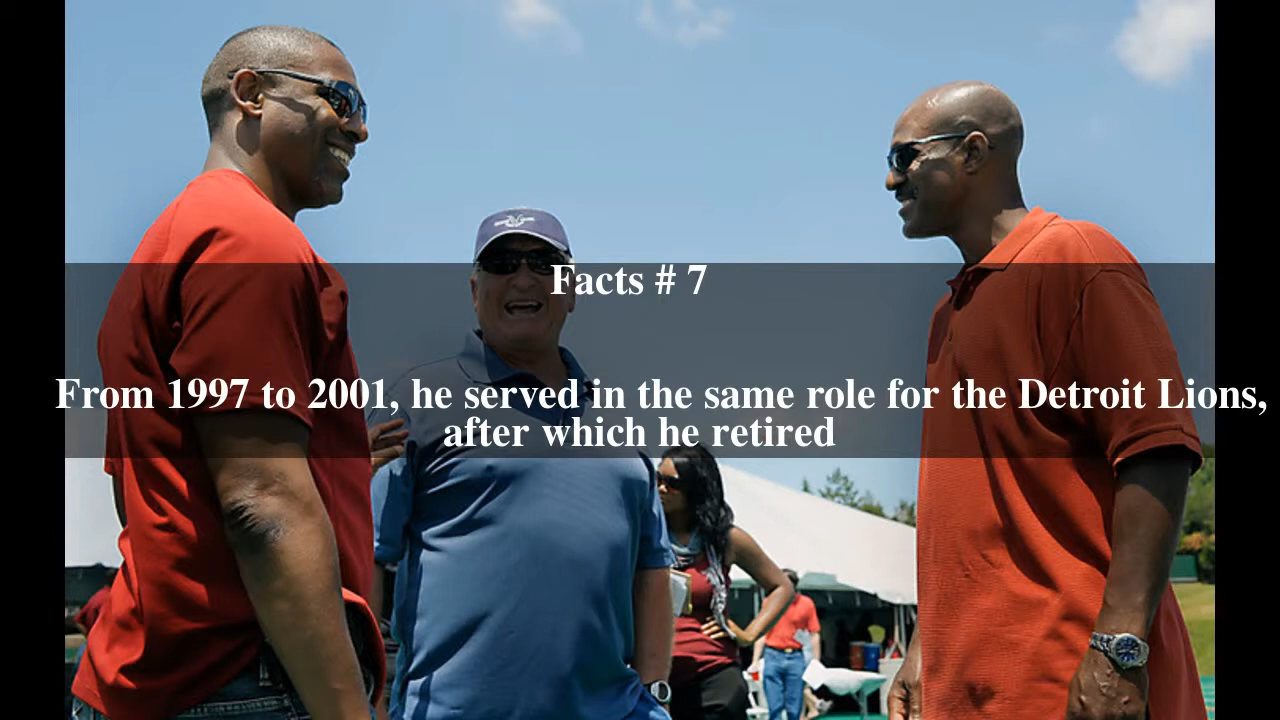 Facts # 7
From 1997 to 2001, he served in the same role for the Detroit Lions,
after which he retired